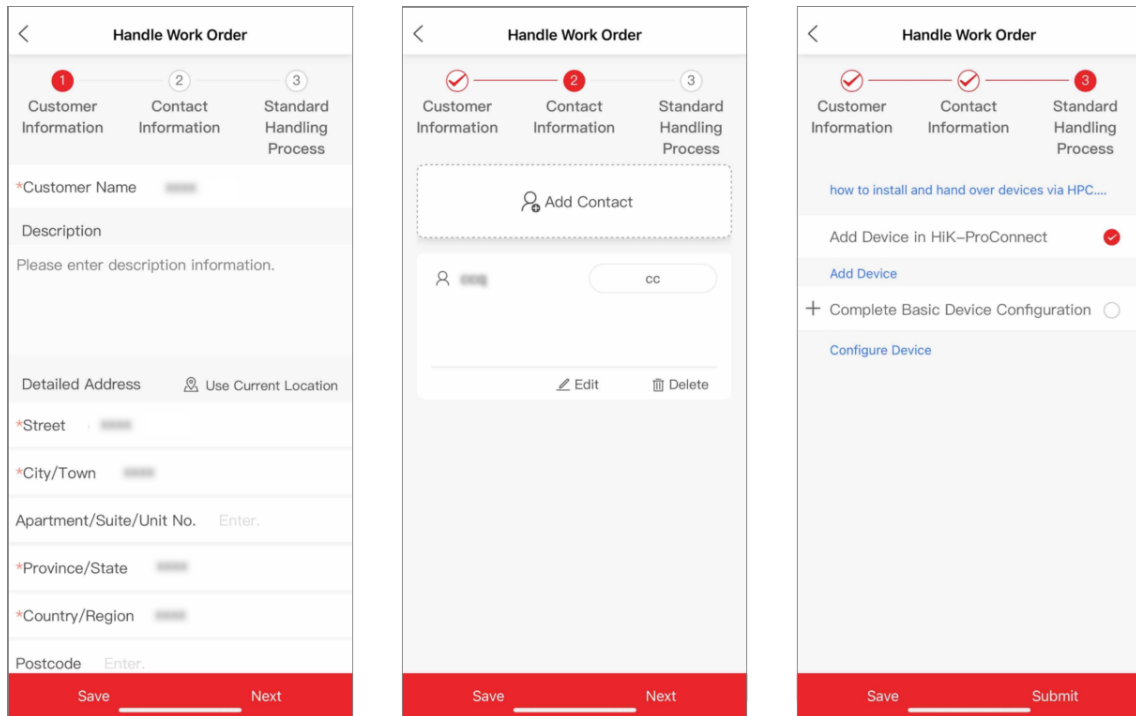 Handle Work Order
1
2
3
Customer Information
Contact Information
Standard Handling Process
*Customer Name
Description
Please enter description information.
Detailed Address
Use Current Location
*Street
*City/Town
Apartment/Suite/Unit No. Enter.
*Province/State
*Country/Region
Postcode Enter.
Save
Next
Handle Work Order
2
3
Customer Information
Contact Information
Standard Handling Process
Add Contact
cc
Edit
Delete
Save
Next
Handle Work Order
3
Customer Information
Contact Information
Standard Handling Process
how to install and hand over devices via HPC....
Add Device in HiK-ProConnect
Add Device
Complete Basic Device Configuration
Configure Device
Save
Submit